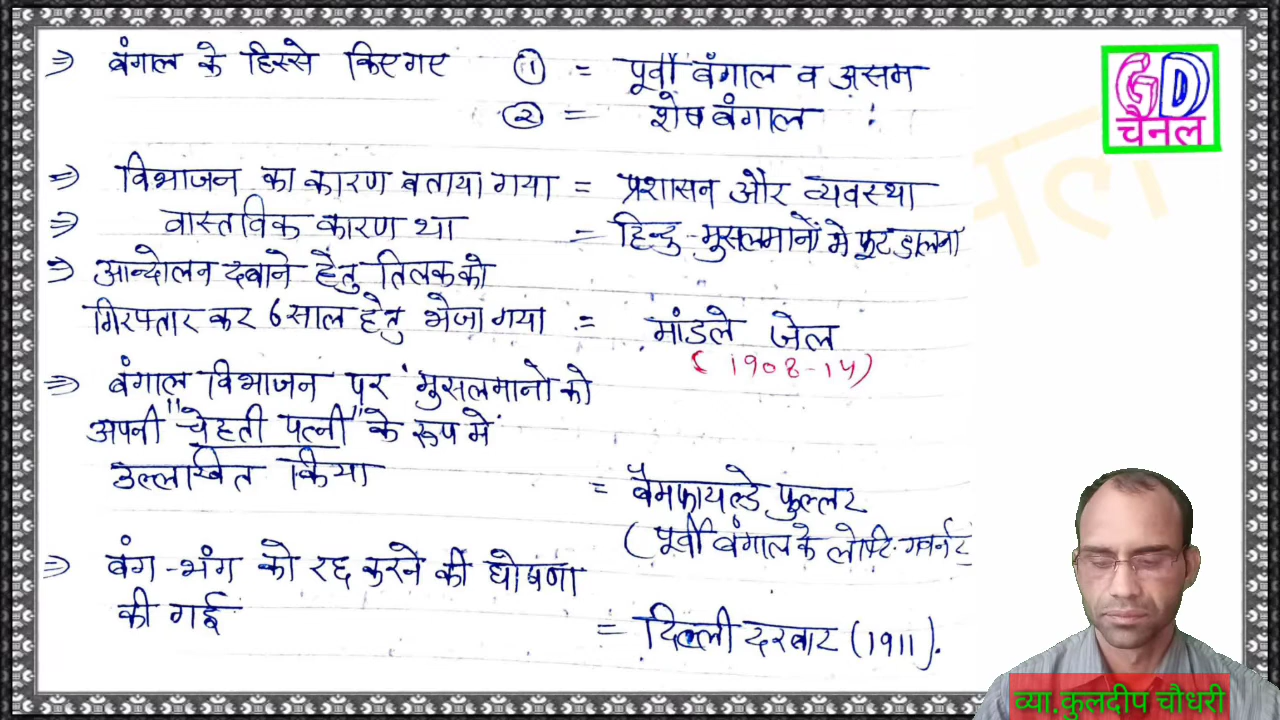 ⇒ बंगाल के हिस्से किए गए ① = पूर्वी बंगाल व असम
② = शेष बंगाल
⇒ विभाजन का कारण बताया गया = प्रशासन और व्यवस्था
⇒ वास्तविक कारण था = हिन्दु-मुसलमानों मे फूट डालना
⇒ आन्दोलन दबाने हेतु तिलक को
गिरफ्तार कर 6 साल हेतु भेजा गया = मांडले जेल
(1908-14)
⇒ बंगाल विभाजन पर मुसलमानो को
अपनी "चेहती पत्नी" के रूप में
उल्लाखित किया = बैमफायल्डे फुल्लर
(पूर्वी बंगाल के लेफ्टि. गवर्नर
⇒ बंग-भंग को रद्द करने की घोषणा
की गई = दिल्ली दरबार (1911).
GD
चैनल
व्या.कुलदीप चौधरी